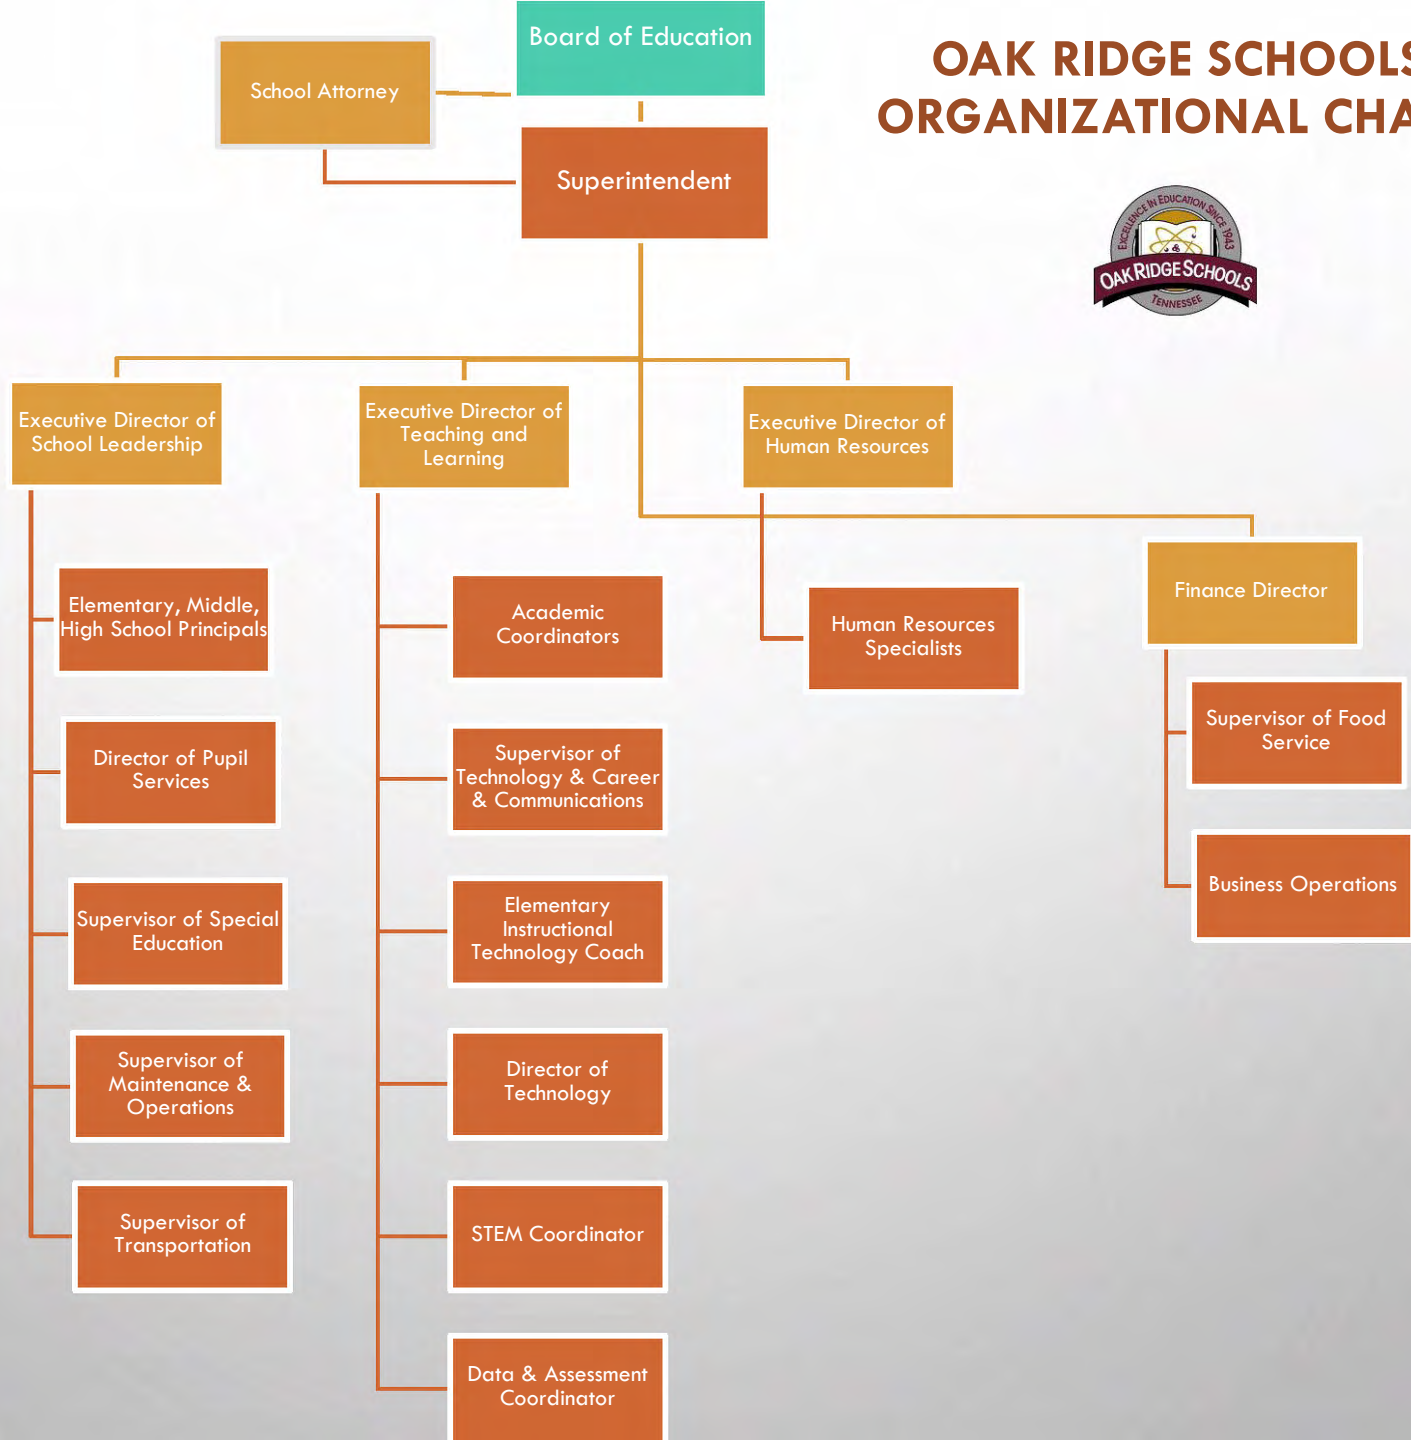 Board of Education
School Attorney
OAK RIDGE SCHOOLS
ORGANIZATIONAL CHA
Superintendent
EXCELLENCE IN EDUCATION SINCE 1943
OAK RIDGE SCHOOLS
TENNESSEE
Executive Director of
School Leadership
Executive Director of
Teaching and
Learning
Executive Director of
Human Resources
Finance Director
Elementary, Middle,
High School Principals
Director of Pupil
Services
Supervisor of Special
Education
Supervisor of
Maintenance &
Operations
Supervisor of
Transportation
Academic
Coordinators
Supervisor of
Technology & Career
& Communications
Elementary
Instructional
Technology Coach
Director of
Technology
STEM Coordinator
Data & Assessment
Coordinator
Human Resources
Specialists
Supervisor of Food
Service
Business Operations